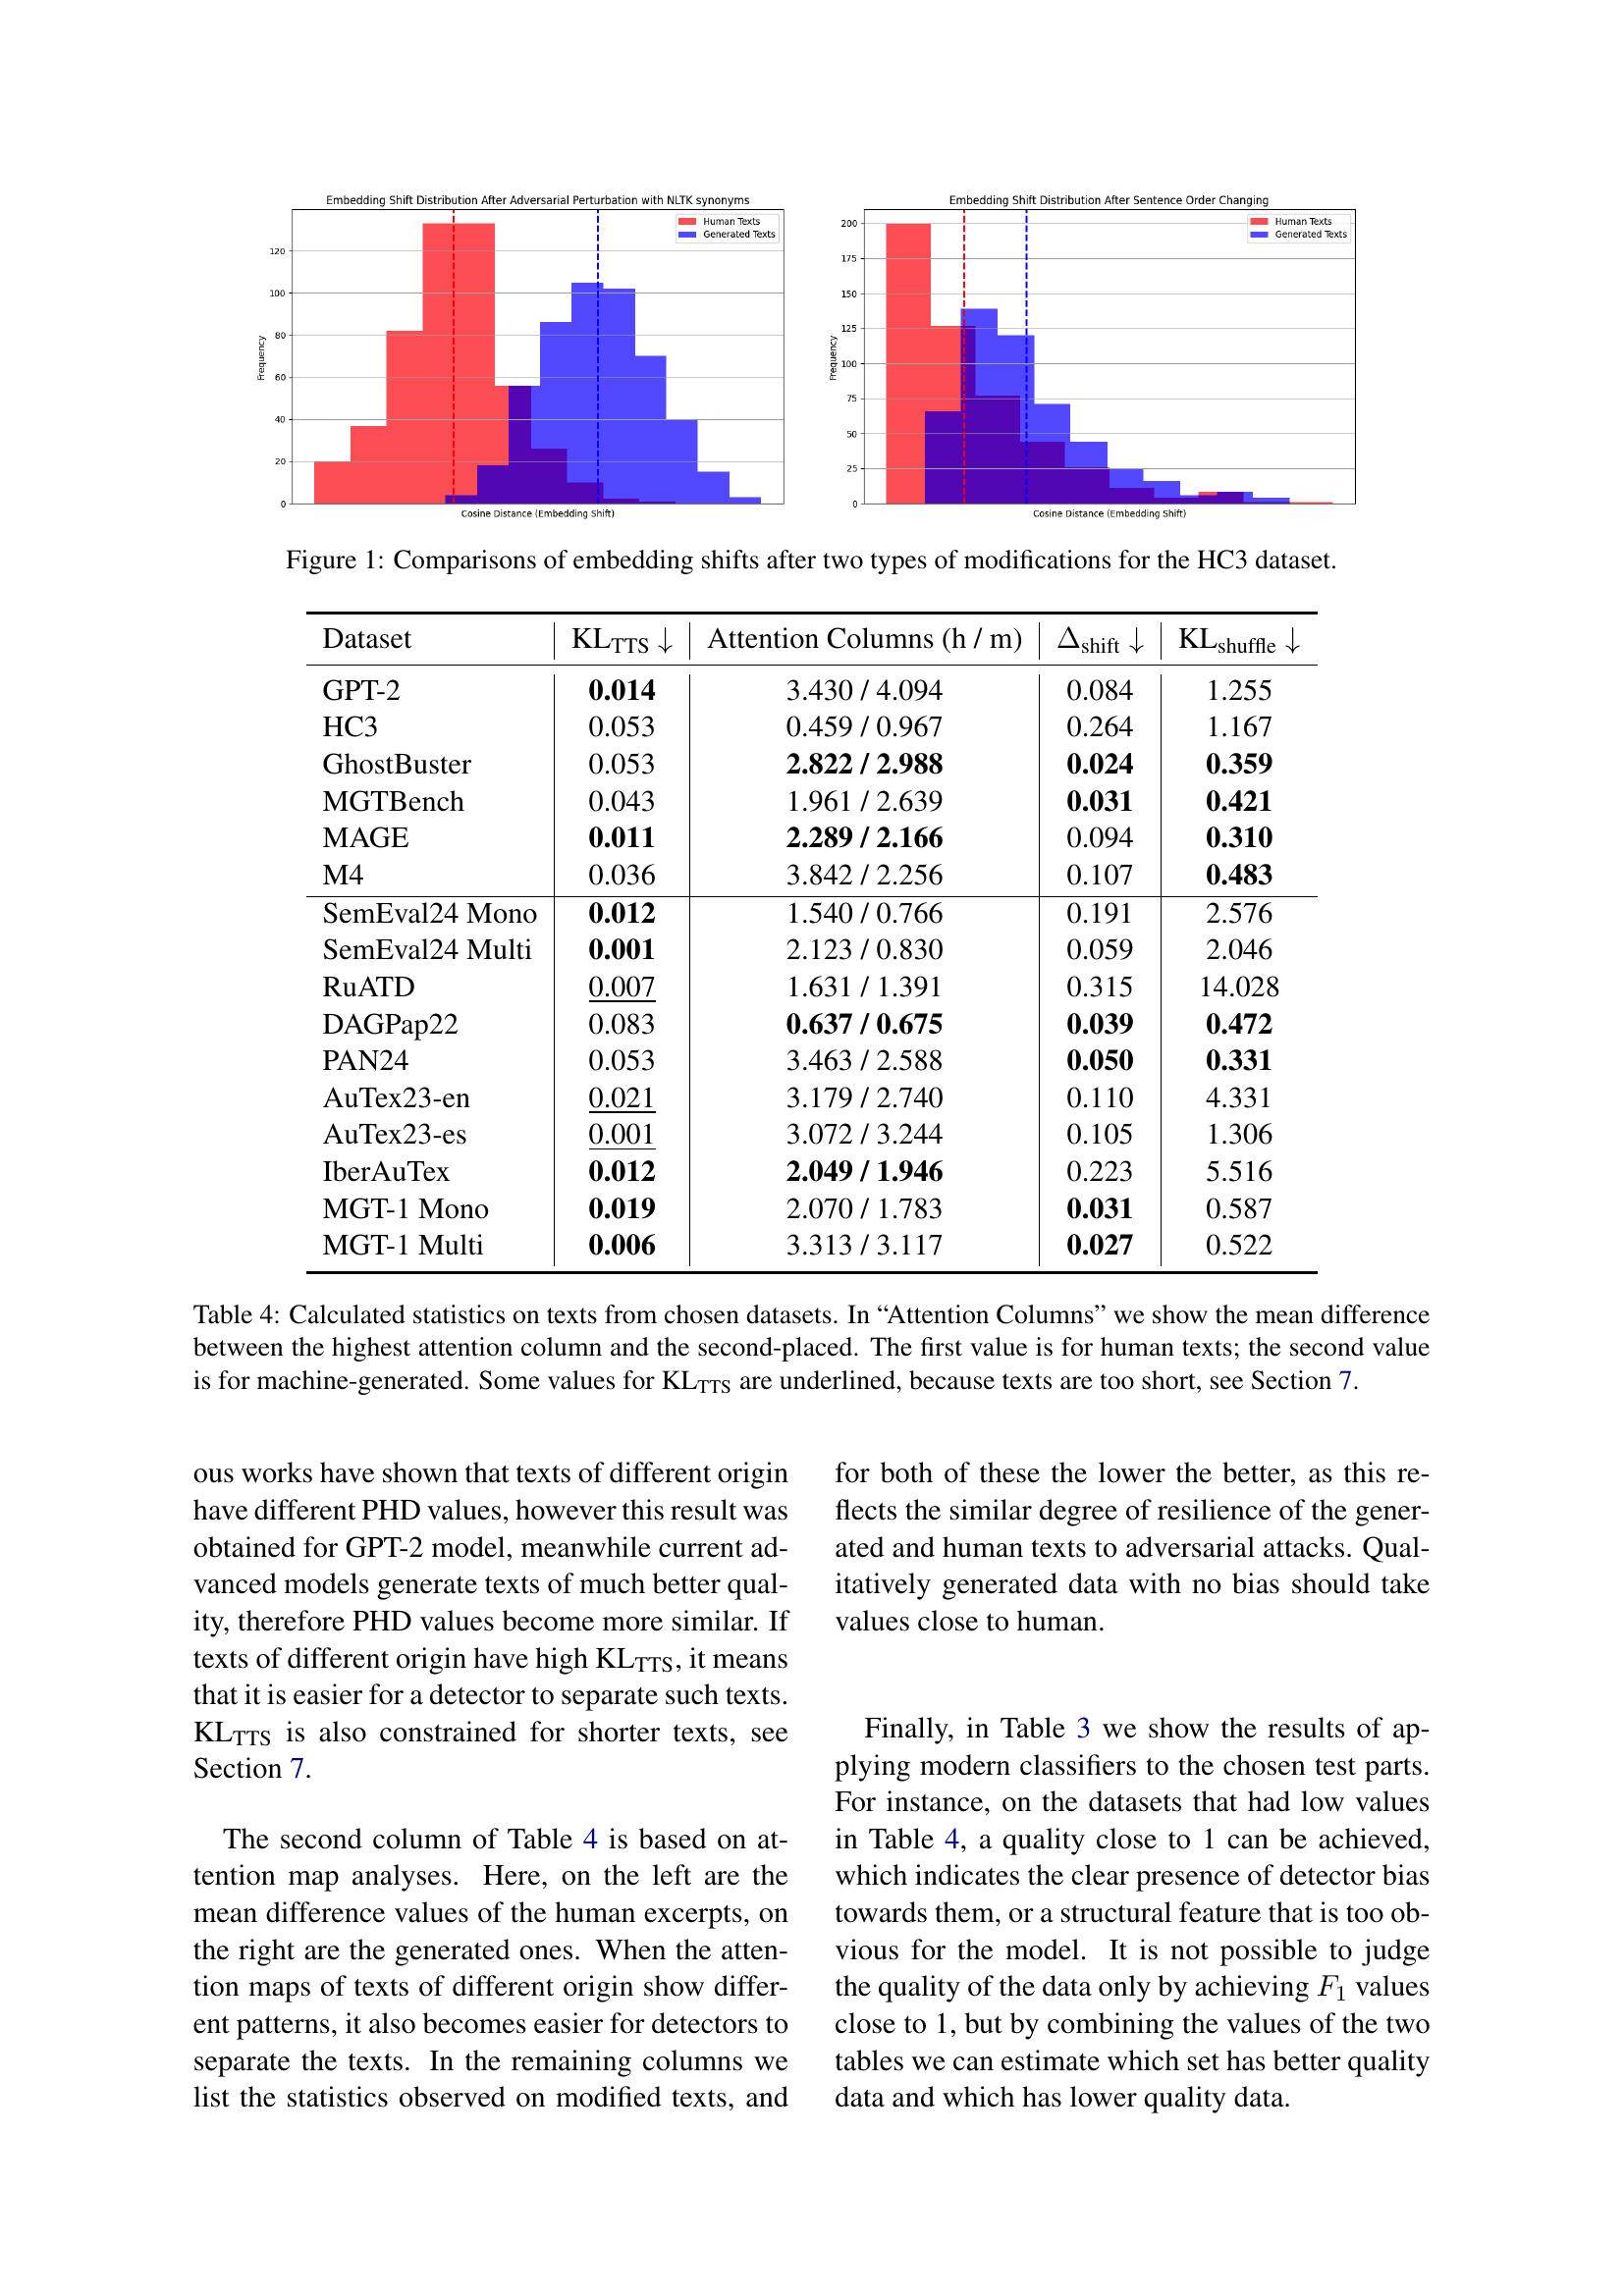 Embedding Shift Distribution After Adversarial Perturbation with NLTK synonyms
Human Texts
Generated Texts
120
100
80
60
40
20
0
Frequency
Cosine Distance (Embedding Shift)
Embedding Shift Distribution After Sentence Order Changing
Human Texts
Generated Texts
200
175
150
125
100
75
50
25
0
Frequency
Cosine Distance (Embedding Shift)
Figure 1: Comparisons of embedding shifts after two types of modifications for the HC3 dataset.
Dataset KL_TTS ↓ Attention Columns (h / m) Δ_shift ↓ KL_shuffle ↓
GPT-2 0.014 3.430 / 4.094 0.084 1.255
HC3 0.053 0.459 / 0.967 0.264 1.167
GhostBuster 0.053 2.822 / 2.988 0.024 0.359
MGTBench 0.043 1.961 / 2.639 0.031 0.421
MAGE 0.011 2.289 / 2.166 0.094 0.310
M4 0.036 3.842 / 2.256 0.107 0.483
SemEval24 Mono 0.012 1.540 / 0.766 0.191 2.576
SemEval24 Multi 0.001 2.123 / 0.830 0.059 2.046
RuATD 0.007 1.631 / 1.391 0.315 14.028
DAGPap22 0.083 0.637 / 0.675 0.039 0.472
PAN24 0.053 3.463 / 2.588 0.050 0.331
AuTex23-en 0.021 3.179 / 2.740 0.110 4.331
AuTex23-es 0.001 3.072 / 3.244 0.105 1.306
IberAuTex 0.012 2.049 / 1.946 0.223 5.516
MGT-1 Mono 0.019 2.070 / 1.783 0.031 0.587
MGT-1 Multi 0.006 3.313 / 3.117 0.027 0.522
Table 4: Calculated statistics on texts from chosen datasets. In “Attention Columns” we show the mean difference
between the highest attention column and the second-placed. The first value is for human texts; the second value
is for machine-generated. Some values for KL_TTS are underlined, because texts are too short, see Section 7.
ous works have shown that texts of different origin
have different PHD values, however this result was
obtained for GPT-2 model, meanwhile current ad-
vanced models generate texts of much better qual-
ity, therefore PHD values become more similar. If
texts of different origin have high KL_TTS, it means
that it is easier for a detector to separate such texts.
KL_TTS is also constrained for shorter texts, see
Section 7.
The second column of Table 4 is based on at-
tention map analyses. Here, on the left are the
mean difference values of the human excerpts, on
the right are the generated ones. When the atten-
tion maps of texts of different origin show differ-
ent patterns, it also becomes easier for detectors to
separate the texts. In the remaining columns we
list the statistics observed on modified texts, and
for both of these the lower the better, as this re-
flects the similar degree of resilience of the gener-
ated and human texts to adversarial attacks. Qual-
itatively generated data with no bias should take
values close to human.
Finally, in Table 3 we show the results of ap-
plying modern classifiers to the chosen test parts.
For instance, on the datasets that had low values
in Table 4, a quality close to 1 can be achieved,
which indicates the clear presence of detector bias
towards them, or a structural feature that is too ob-
vious for the model. It is not possible to judge
the quality of the data only by achieving F_1 values
close to 1, but by combining the values of the two
tables we can estimate which set has better quality
data and which has lower quality data.